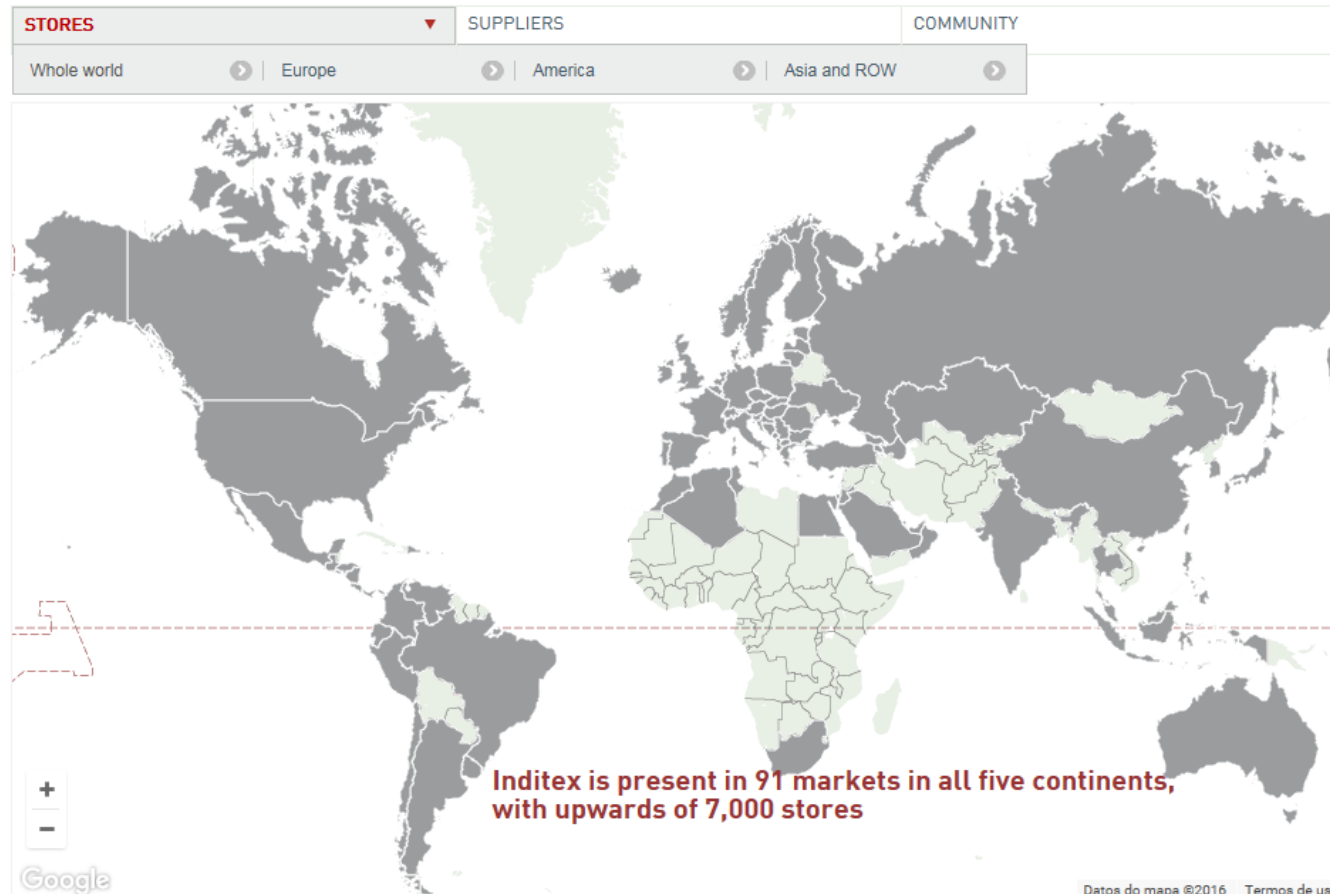 STORES
SUPPLIERS
COMMUNITY
Whole world
Europe
America
Asia and ROW
Inditex is present in 91 markets in all five continents,
with upwards of 7,000 stores
+
−
Google
Datos do mapa ©2016 Termos de us